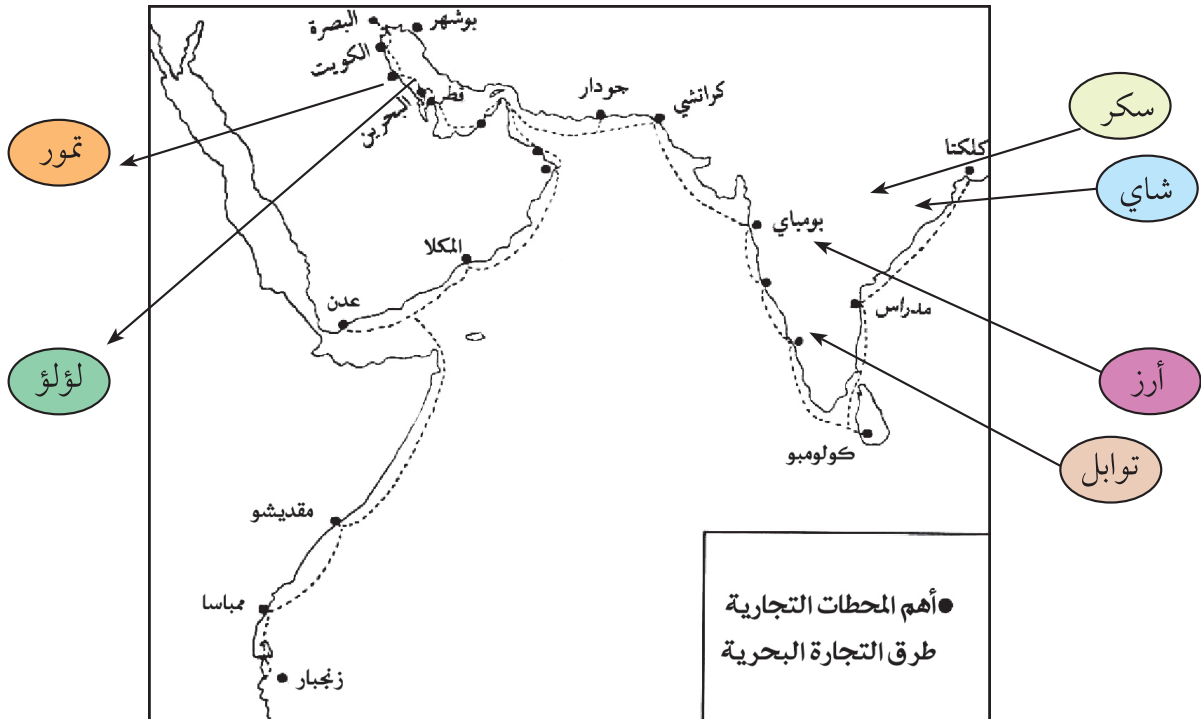 البصرة
بوشهر
الكويت
قطر
البحرين
جودار
كراتشي
كلكتا
سكر
شاي
تمور
بومباي
المكلا
عدن
مدراس
لؤلؤ
أرز
كولومبو
توابل
مقديشو
ممباسا
زنجبار
أهم المحطات التجارية
طرق التجارة البحرية